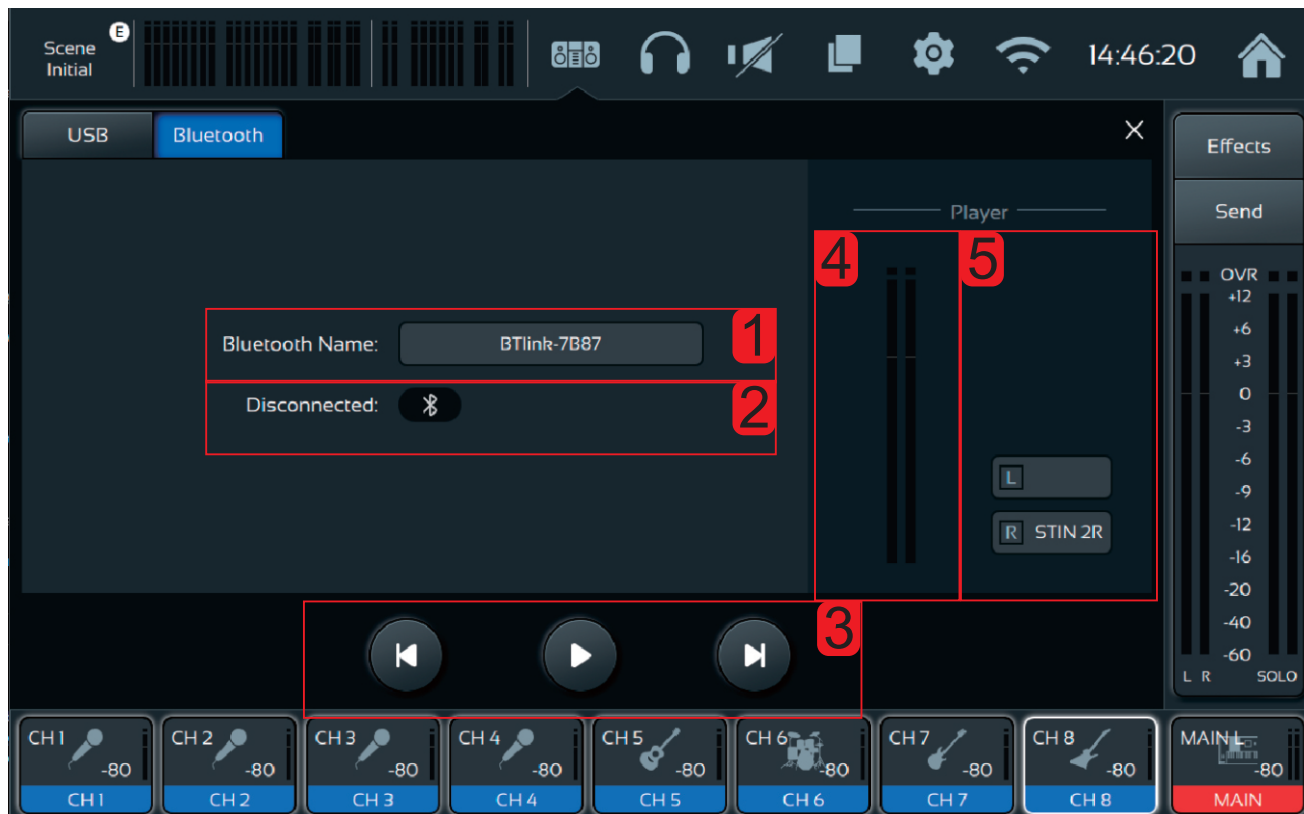 Scene E
Initial
14:46:20
USB Bluetooth
Effects
Send
Player
4 5
Bluetooth Name: BTlink-7B87 1
Disconnected: 2
L
R STIN 2R
3
OVR
+12
+6
+3
0
-3
-6
-9
-12
-16
-20
-40
-60
L R SOLO
CH 1 -80
CH 1
CH 2 -80
CH 2
CH 3 -80
CH 3
CH 4 -80
CH 4
CH 5 -80
CH 5
CH 6 -80
CH 6
CH 7 -80
CH 7
CH 8 -80
CH 8
MAIN L -80
MAIN